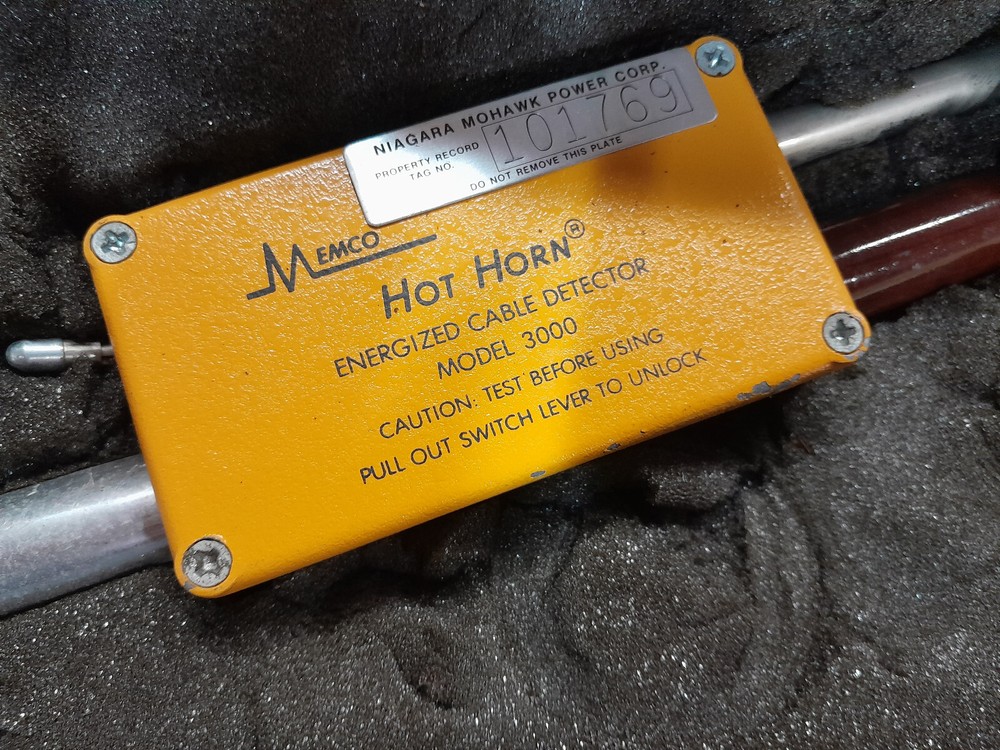 NIAGARA MOHAWK POWER CORP.
PROPERTY RECORD
TAG NO.
101769
DO NOT REMOVE THIS PLATE
MEMCO
HOT HORN®
ENERGIZED CABLE DETECTOR
MODEL 3000
CAUTION: TEST BEFORE USING
PULL OUT SWITCH LEVER TO UNLOCK